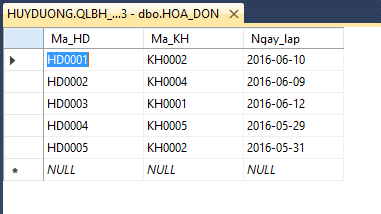 HUYDUONG.QLBH_...3 - dbo.HOA_DON
Ma_HD Ma_KH Ngay_lap
HD0001 KH0002 2016-06-10
HD0002 KH0004 2016-06-09
HD0003 KH0001 2016-06-12
HD0004 KH0005 2016-05-29
HD0005 KH0002 2016-05-31
NULL NULL NULL